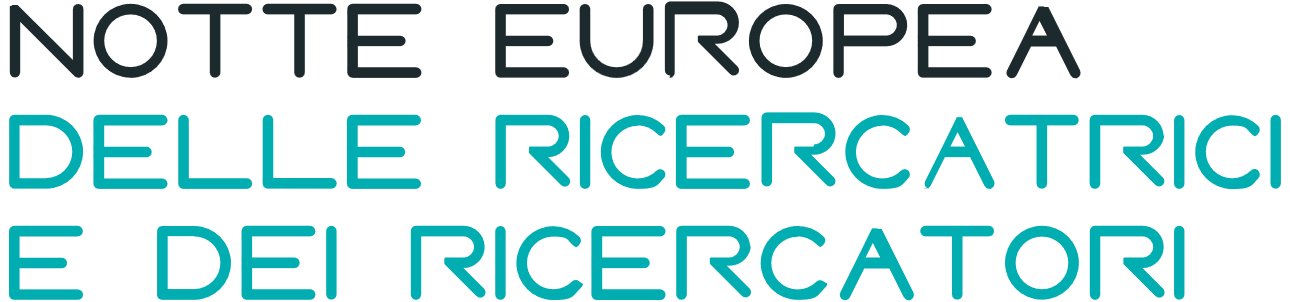 NOTTE EUROPEA
DELLE RICERCATRICI
E DEI RICERCATORI